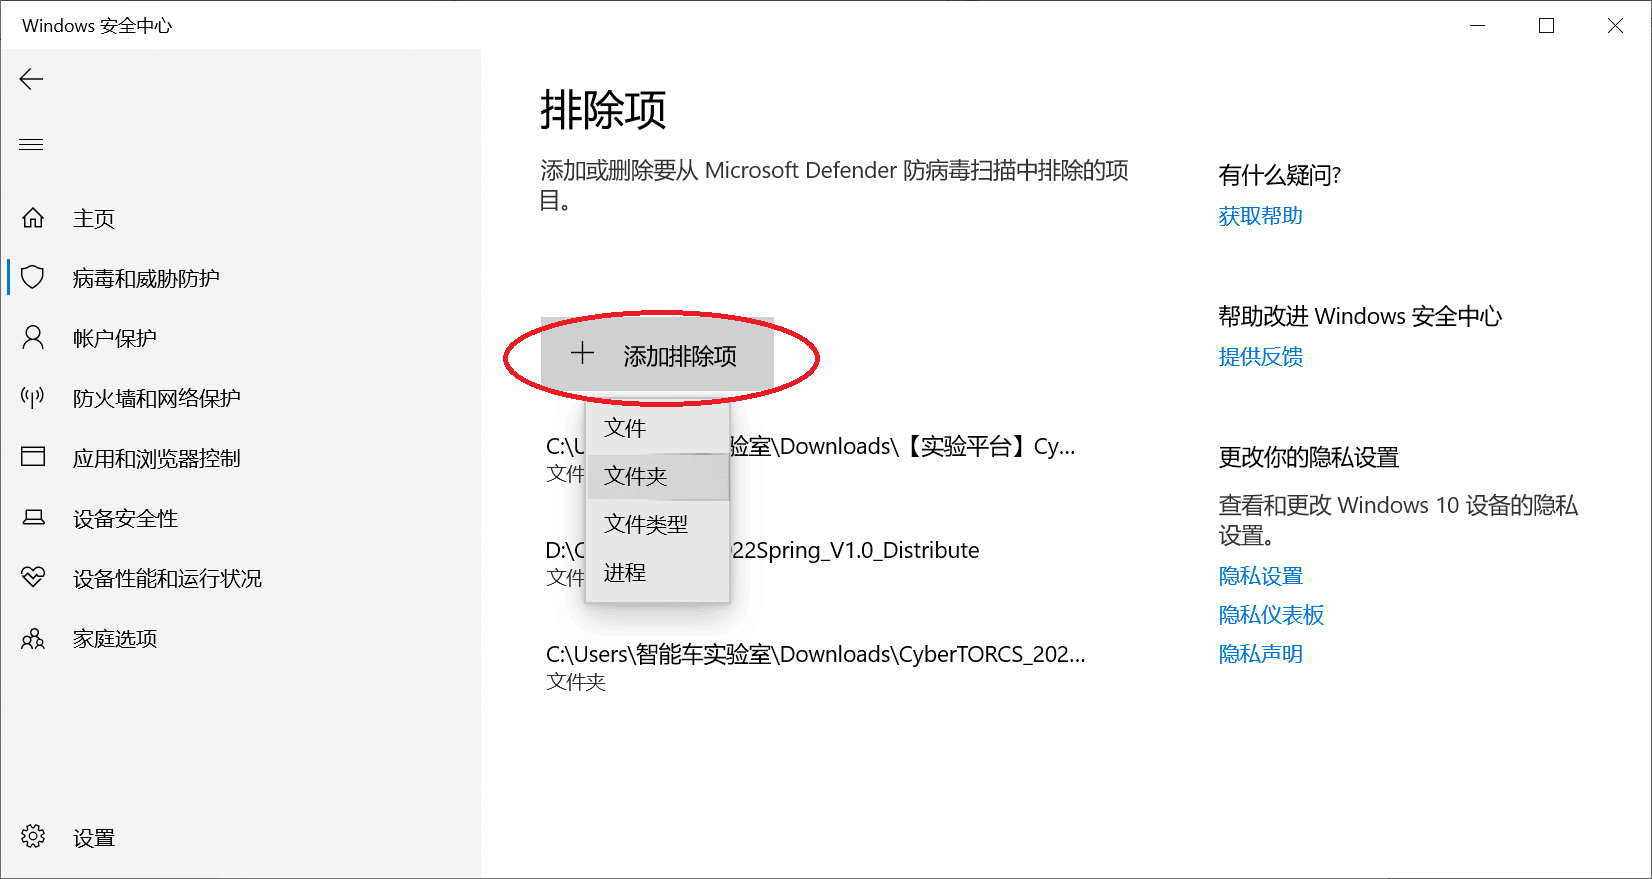 Windows 安全中心
主页
病毒和威胁防护
帐户保护
防火墙和网络保护
应用和浏览器控制
设备安全性
设备性能和运行状况
家庭选项
设置
排除项
添加或删除要从 Microsoft Defender 防病毒扫描中排除的项
目。
添加排除项
文件
文件夹
文件类型
进程
C:\U 验室\Downloads\【实验平台】Cy...
文件
D:\C 22Spring_V1.0_Distribute
文件
C:\Users\智能车实验室\Downloads\CyberTORCS_202...
文件夹
有什么疑问?
获取帮助
帮助改进 Windows 安全中心
提供反馈
更改你的隐私设置
查看和更改 Windows 10 设备的隐私
设置。
隐私设置
隐私仪表板
隐私声明